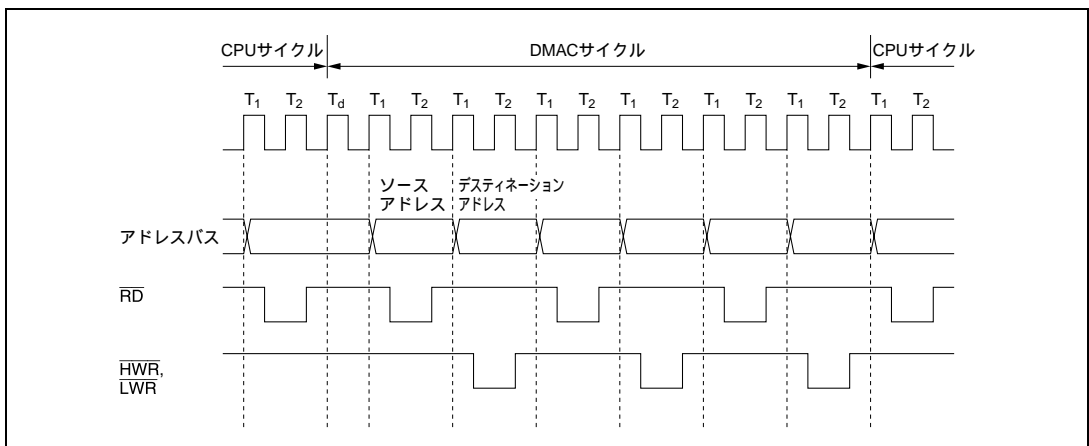 CPUサイクル DMACサイクル CPUサイクル
T1 T2 Td T1 T2 T1 T2 T1 T2 T1 T2 T1 T2 T1 T2 T1 T2
ソース
アドレス
デスティネーション
アドレス
アドレスバス
RD
HWR,
LWR